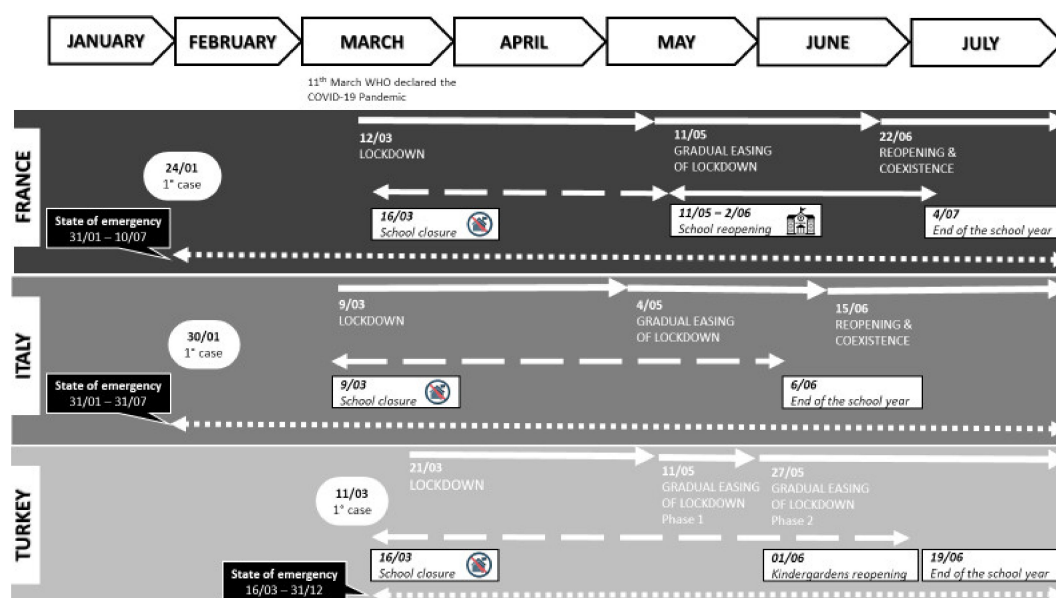 JANUARY
FEBRUARY
MARCH
APRIL
MAY
JUNE
JULY
11th March WHO declared the
COVID-19 Pandemic
FRANCE
24/01
1° case
State of emergency
31/01 – 10/07
12/03
LOCKDOWN
11/05
GRADUAL EASING
OF LOCKDOWN
22/06
REOPENING &
COEXISTENCE
16/03
School closure
11/05 – 2/06
School reopening
4/07
End of the school year
ITALY
30/01
1° case
State of emergency
31/01 – 31/07
9/03
LOCKDOWN
4/05
GRADUAL EASING
OF LOCKDOWN
15/06
REOPENING &
COEXISTENCE
9/03
School closure
6/06
End of the school year
TURKEY
11/03
1° case
State of emergency
16/03 – 31/12
21/03
LOCKDOWN
11/05
GRADUAL EASING
OF LOCKDOWN
Phase 1
27/05
GRADUAL EASING
OF LOCKDOWN
Phase 2
16/03
School closure
01/06
Kindergardens reopening
19/06
End of the school year